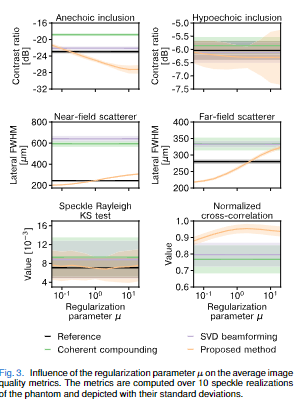 Anechoic inclusion
Hypoechoic inclusion
Contrast ratio
[dB]
-16
-20
-24
-28
-32
Contrast ratio
[dB]
-5.0
-5.5
-6.0
-6.5
-7.0
-7.5
Near-field scatterer
Far-field scatterer
Lateral FWHM
[μm]
800
600
400
200
Lateral FWHM
[μm]
400
350
300
250
200
Speckle Rayleigh
KS test
Normalized
cross-correlation
Value [10⁻³]
16
12
8
4
Value
1.0
0.9
0.8
0.7
0.6
10⁻¹ 10⁰ 10¹
10⁻¹ 10⁰ 10¹
Regularization
parameter μ
Regularization
parameter μ
Reference
Coherent compounding
SVD beamforming
Proposed method
Fig. 3. Influence of the regularization parameter μ on the average image
quality metrics. The metrics are computed over 10 speckle realizations
of the phantom and depicted with their standard deviations.